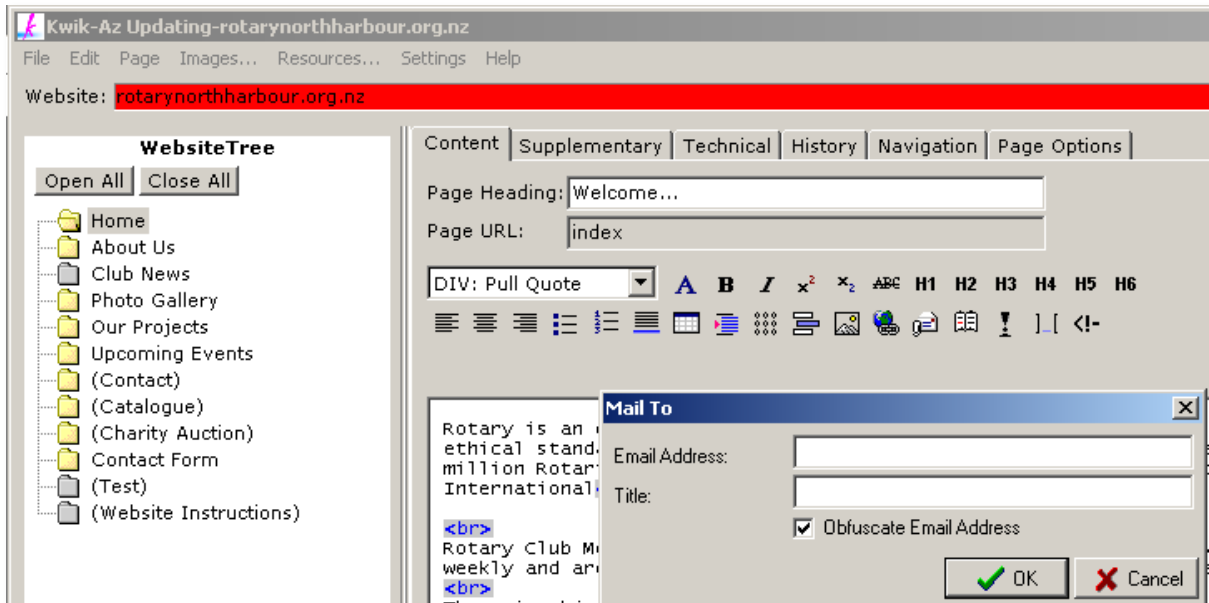 Kwik-Az Updating-rotarynorthharbour.org.nz
File Edit Page Images... Resources... Settings Help
Website: rotarynorthharbour.org.nz
WebsiteTree
Open All Close All
Home
About Us
Club News
Photo Gallery
Our Projects
Upcoming Events
(Contact)
(Catalogue)
(Charity Auction)
Contact Form
(Test)
(Website Instructions)
Content Supplementary Technical History Navigation Page Options
Page Heading: Welcome...
Page URL: index
DIV: Pull Quote A B I x² x₂ ABC H1 H2 H3 H4 H5 H6
]_[ <!-
Rotary is an
ethical stand
million Rotar
International
<br>
Rotary Club M
weekly and ar
<br>
Mail To
Email Address:
Title:
Obfuscate Email Address
OK Cancel